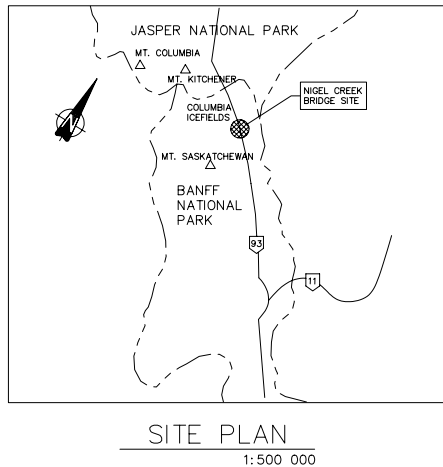 JASPER NATIONAL PARK
MT. COLUMBIA
MT. KITCHENER
NIGEL CREEK
BRIDGE SITE
COLUMBIA
ICEFIELDS
N
MT. SASKATCHEWAN
BANFF
NATIONAL
PARK
93
11
SITE PLAN
1:500 000